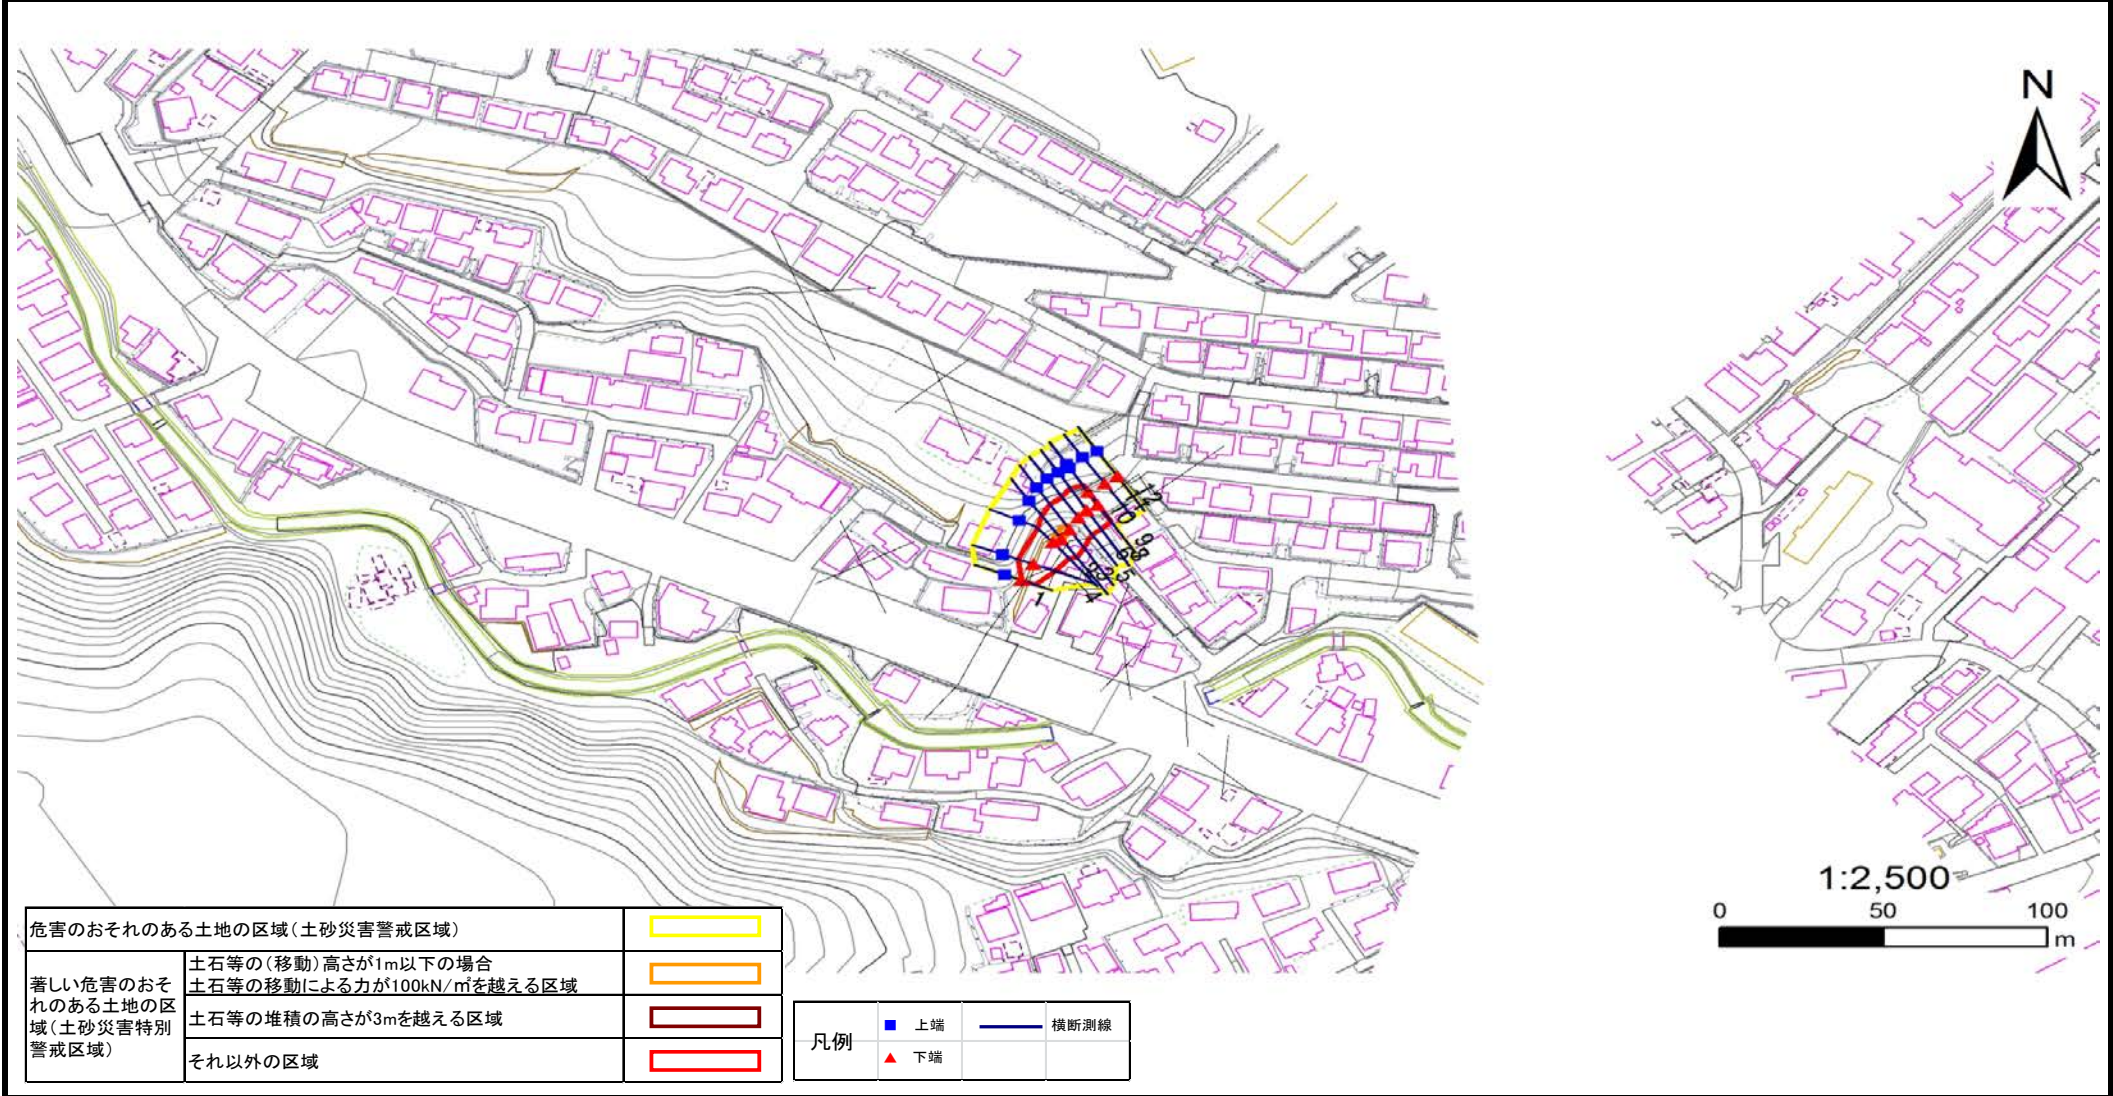 N
12
11
10
9
8
6
5
3
2
4
1
1:2,500
0 50 100
m
危害のおそれのある土地の区域(土砂災害警戒区域)
著しい危害のおそ
れのある土地の区
域(土砂災害特別
警戒区域)
土石等の(移動)高さが1m以下の場合
土石等の移動による力が100kN/㎡を越える区域
土石等の堆積の高さが3mを越える区域
それ以外の区域
凡例
上端
横断測線
下端